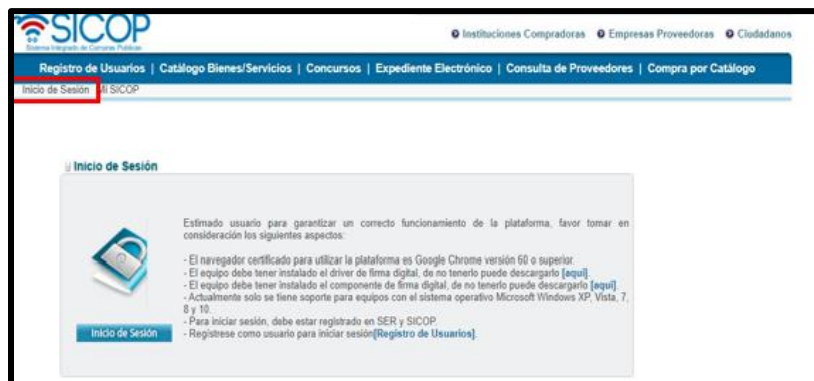 SICOP
Sistema Integrado de Compras Públicas
Instituciones Compradoras Empresas Proveedoras Ciudadanos
Registro de Usuarios | Catálogo Bienes/Servicios | Concursos | Expediente Electrónico | Consulta de Proveedores | Compra por Catálogo
Inicio de Sesión Mi SICOP
Inicio de Sesión
Estimado usuario para garantizar un correcto funcionamiento de la plataforma, favor tomar en
consideración los siguientes aspectos:
- El navegador certificado para utilizar la plataforma es Google Chrome versión 60 o superior.
- El equipo debe tener instalado el driver de firma digital, de no tenerlo puede descargarlo [aquí].
- El equipo debe tener instalado el componente de firma digital, de no tenerlo puede descargarlo [aquí].
- Actualmente solo se tiene soporte para equipos con el sistema operativo Microsoft Windows XP, Vista, 7,
8 y 10.
- Para iniciar sesión, debe estar registrado en SER y SICOP.
- Regístrese como usuario para iniciar sesión[Registro de Usuarios].
Inicio de Sesión